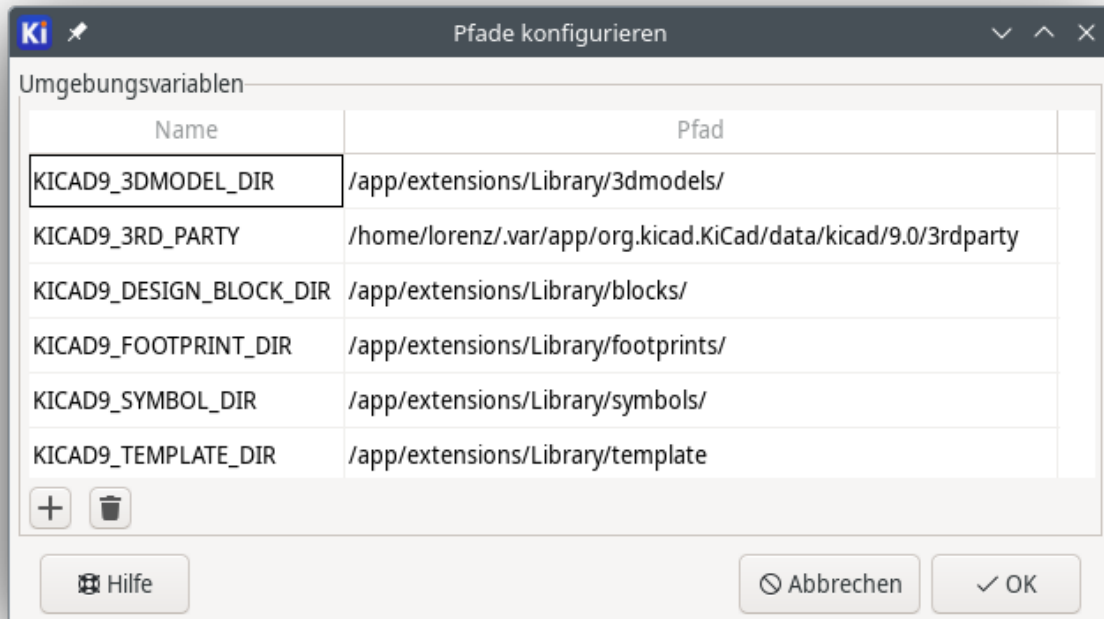 Ki Pfade konfigurieren
Umgebungsvariablen
Name Pfad
KICAD9_3DMODEL_DIR /app/extensions/Library/3dmodels/
KICAD9_3RD_PARTY /home/lorenz/.var/app/org.kicad.KiCad/data/kicad/9.0/3rdparty
KICAD9_DESIGN_BLOCK_DIR /app/extensions/Library/blocks/
KICAD9_FOOTPRINT_DIR /app/extensions/Library/footprints/
KICAD9_SYMBOL_DIR /app/extensions/Library/symbols/
KICAD9_TEMPLATE_DIR /app/extensions/Library/template
Hilfe Abbrechen OK